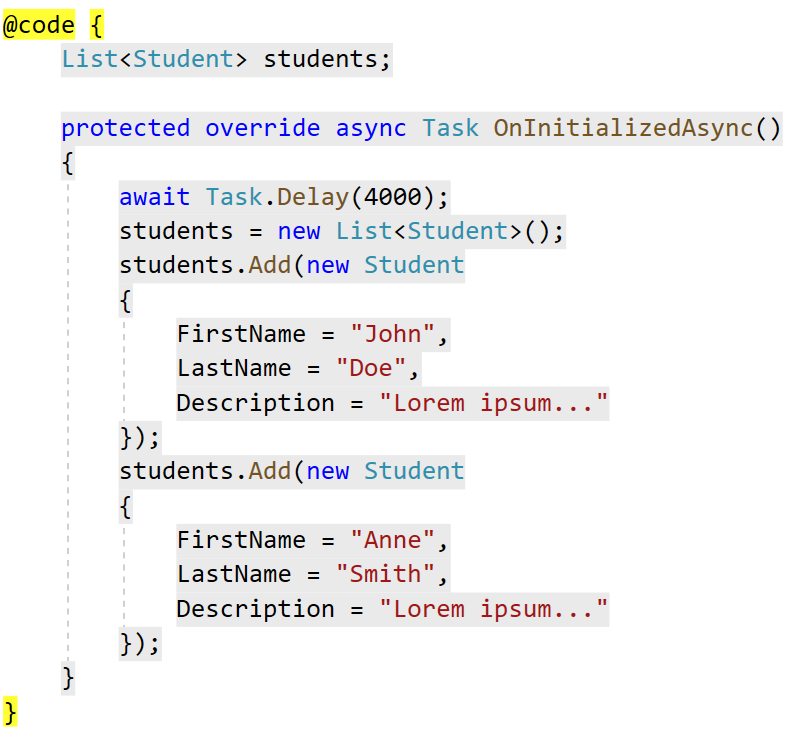 @code {
    List<Student> students;

    protected override async Task OnInitializedAsync()
    {
        await Task.Delay(4000);
        students = new List<Student>();
        students.Add(new Student
        {
            FirstName = "John",
            LastName = "Doe",
            Description = "Lorem ipsum..."
        });
        students.Add(new Student
        {
            FirstName = "Anne",
            LastName = "Smith",
            Description = "Lorem ipsum..."
        });
    }
}